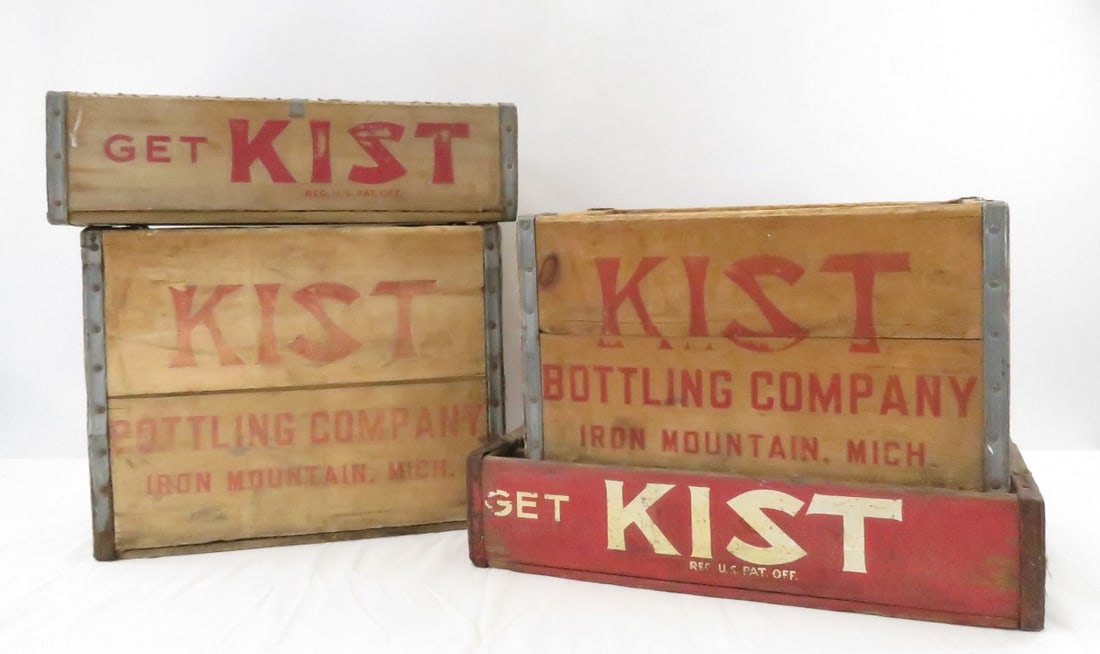 GET KIST
REG. U.S. PAT. OFF.
KIST
BOTTLING COMPANY
IRON MOUNTAIN, MICH.
KIST
BOTTLING COMPANY
IRON MOUNTAIN. MICH
GET KIST
REG. U.S. PAT. OFF.